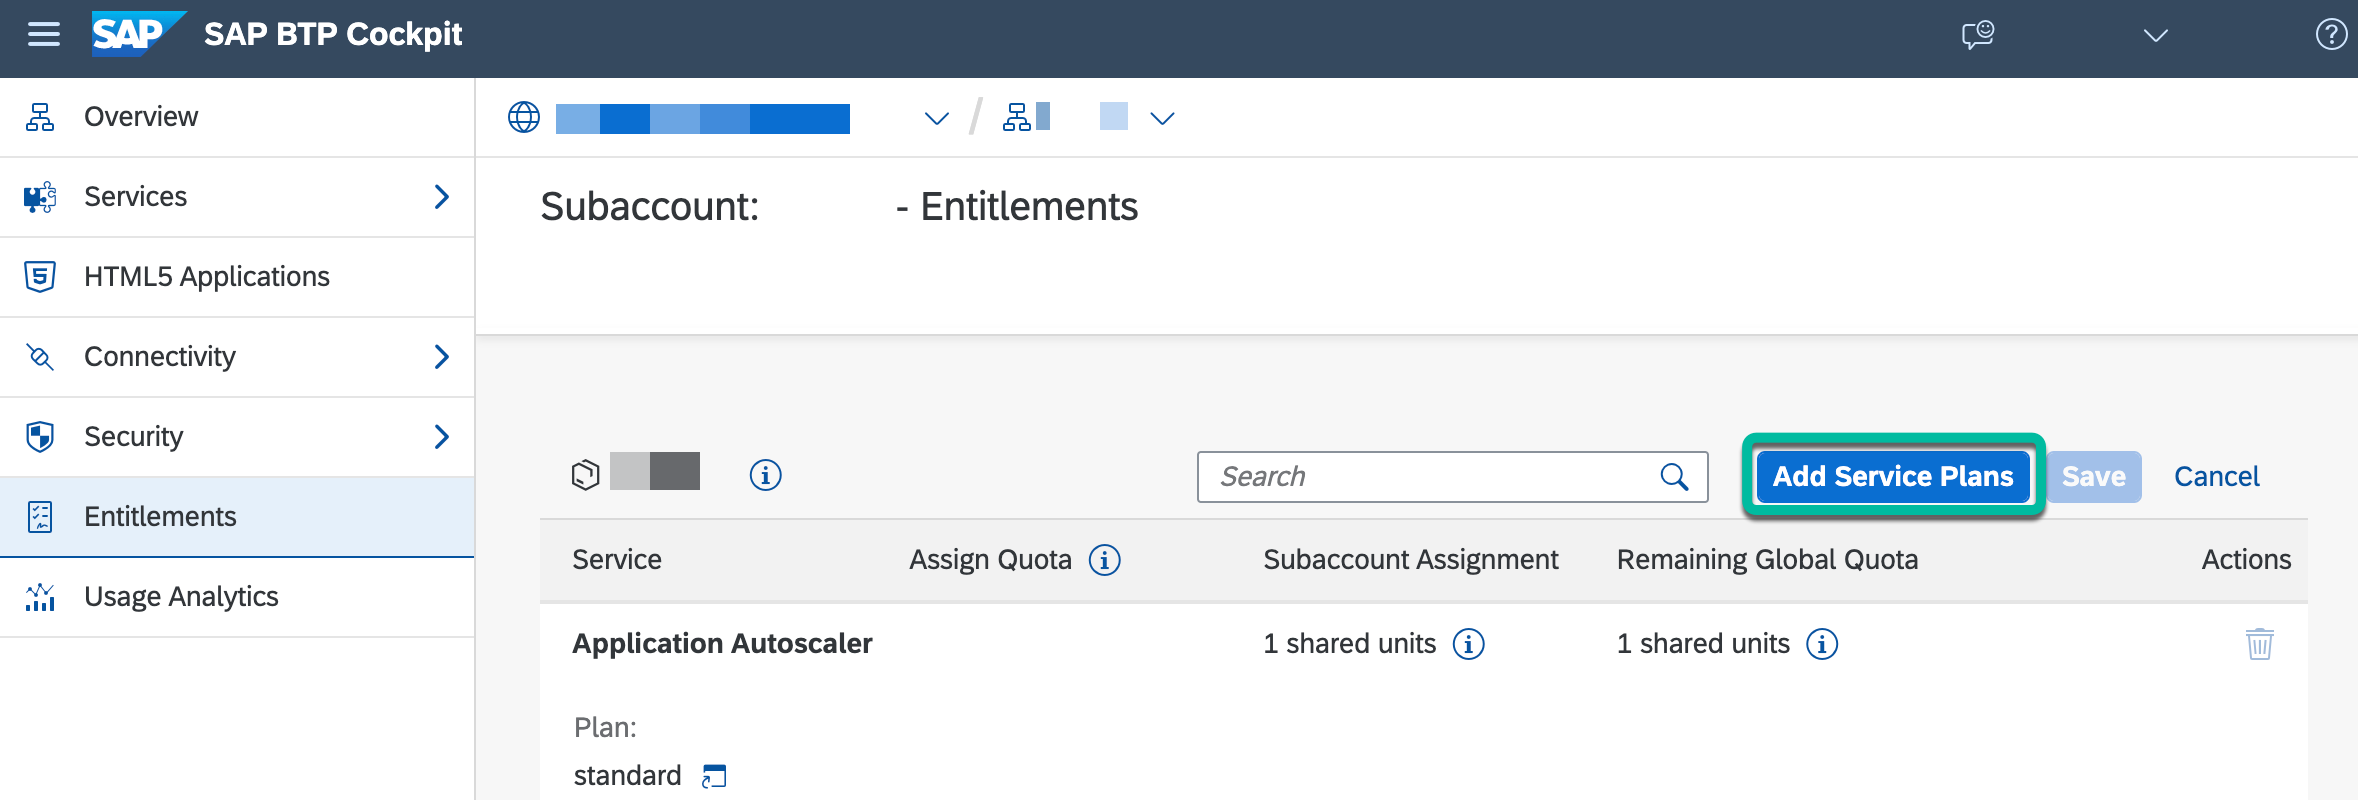 SAP SAP BTP Cockpit
Overview
Services
Subaccount: - Entitlements
HTML5 Applications
Connectivity
Security
Search Add Service Plans Save Cancel
Entitlements
Service Assign Quota Subaccount Assignment Remaining Global Quota Actions
Usage Analytics
Application Autoscaler 1 shared units 1 shared units
Plan:
standard